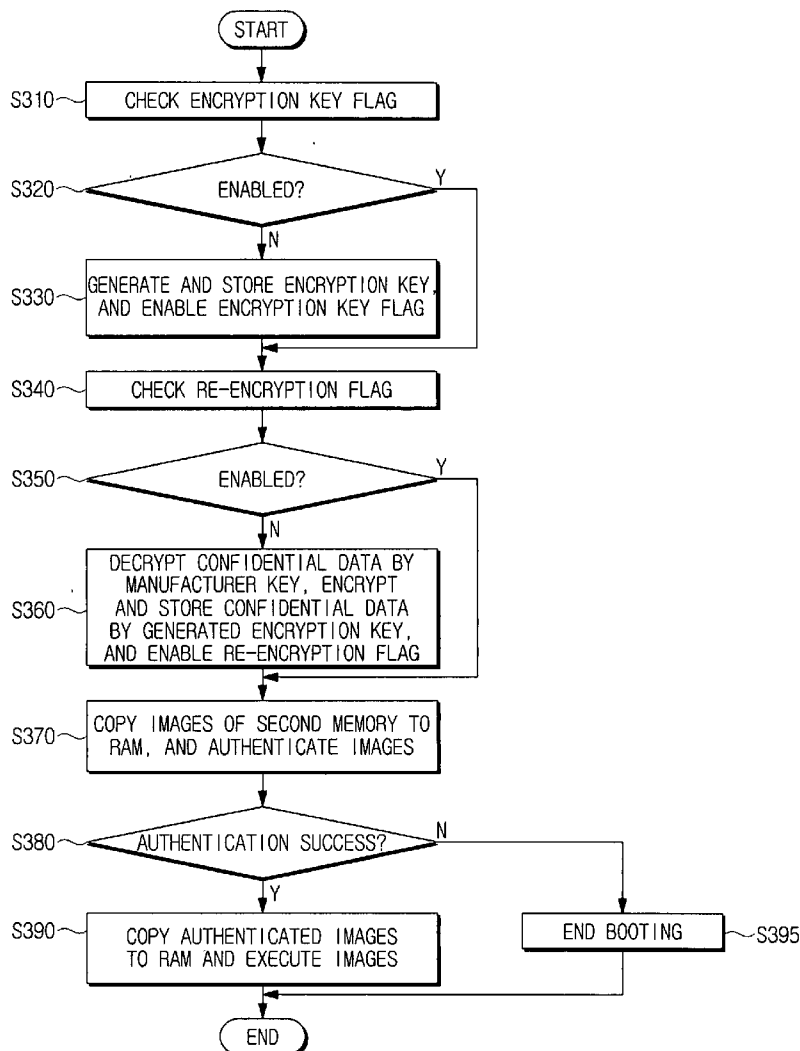 START
S310
CHECK ENCRYPTION KEY FLAG
S320
ENABLED?
Y
N
S330
GENERATE AND STORE ENCRYPTION KEY,
AND ENABLE ENCRYPTION KEY FLAG
S340
CHECK RE-ENCRYPTION FLAG
S350
ENABLED?
Y
N
S360
DECRYPT CONFIDENTIAL DATA BY
MANUFACTURER KEY, ENCRYPT
AND STORE CONFIDENTIAL DATA
BY GENERATED ENCRYPTION KEY,
AND ENABLE RE-ENCRYPTION FLAG
S370
COPY IMAGES OF SECOND MEMORY TO
RAM, AND AUTHENTICATE IMAGES
S380
AUTHENTICATION SUCCESS?
N
Y
S390
COPY AUTHENTICATED IMAGES
TO RAM AND EXECUTE IMAGES
END BOOTING
S395
END